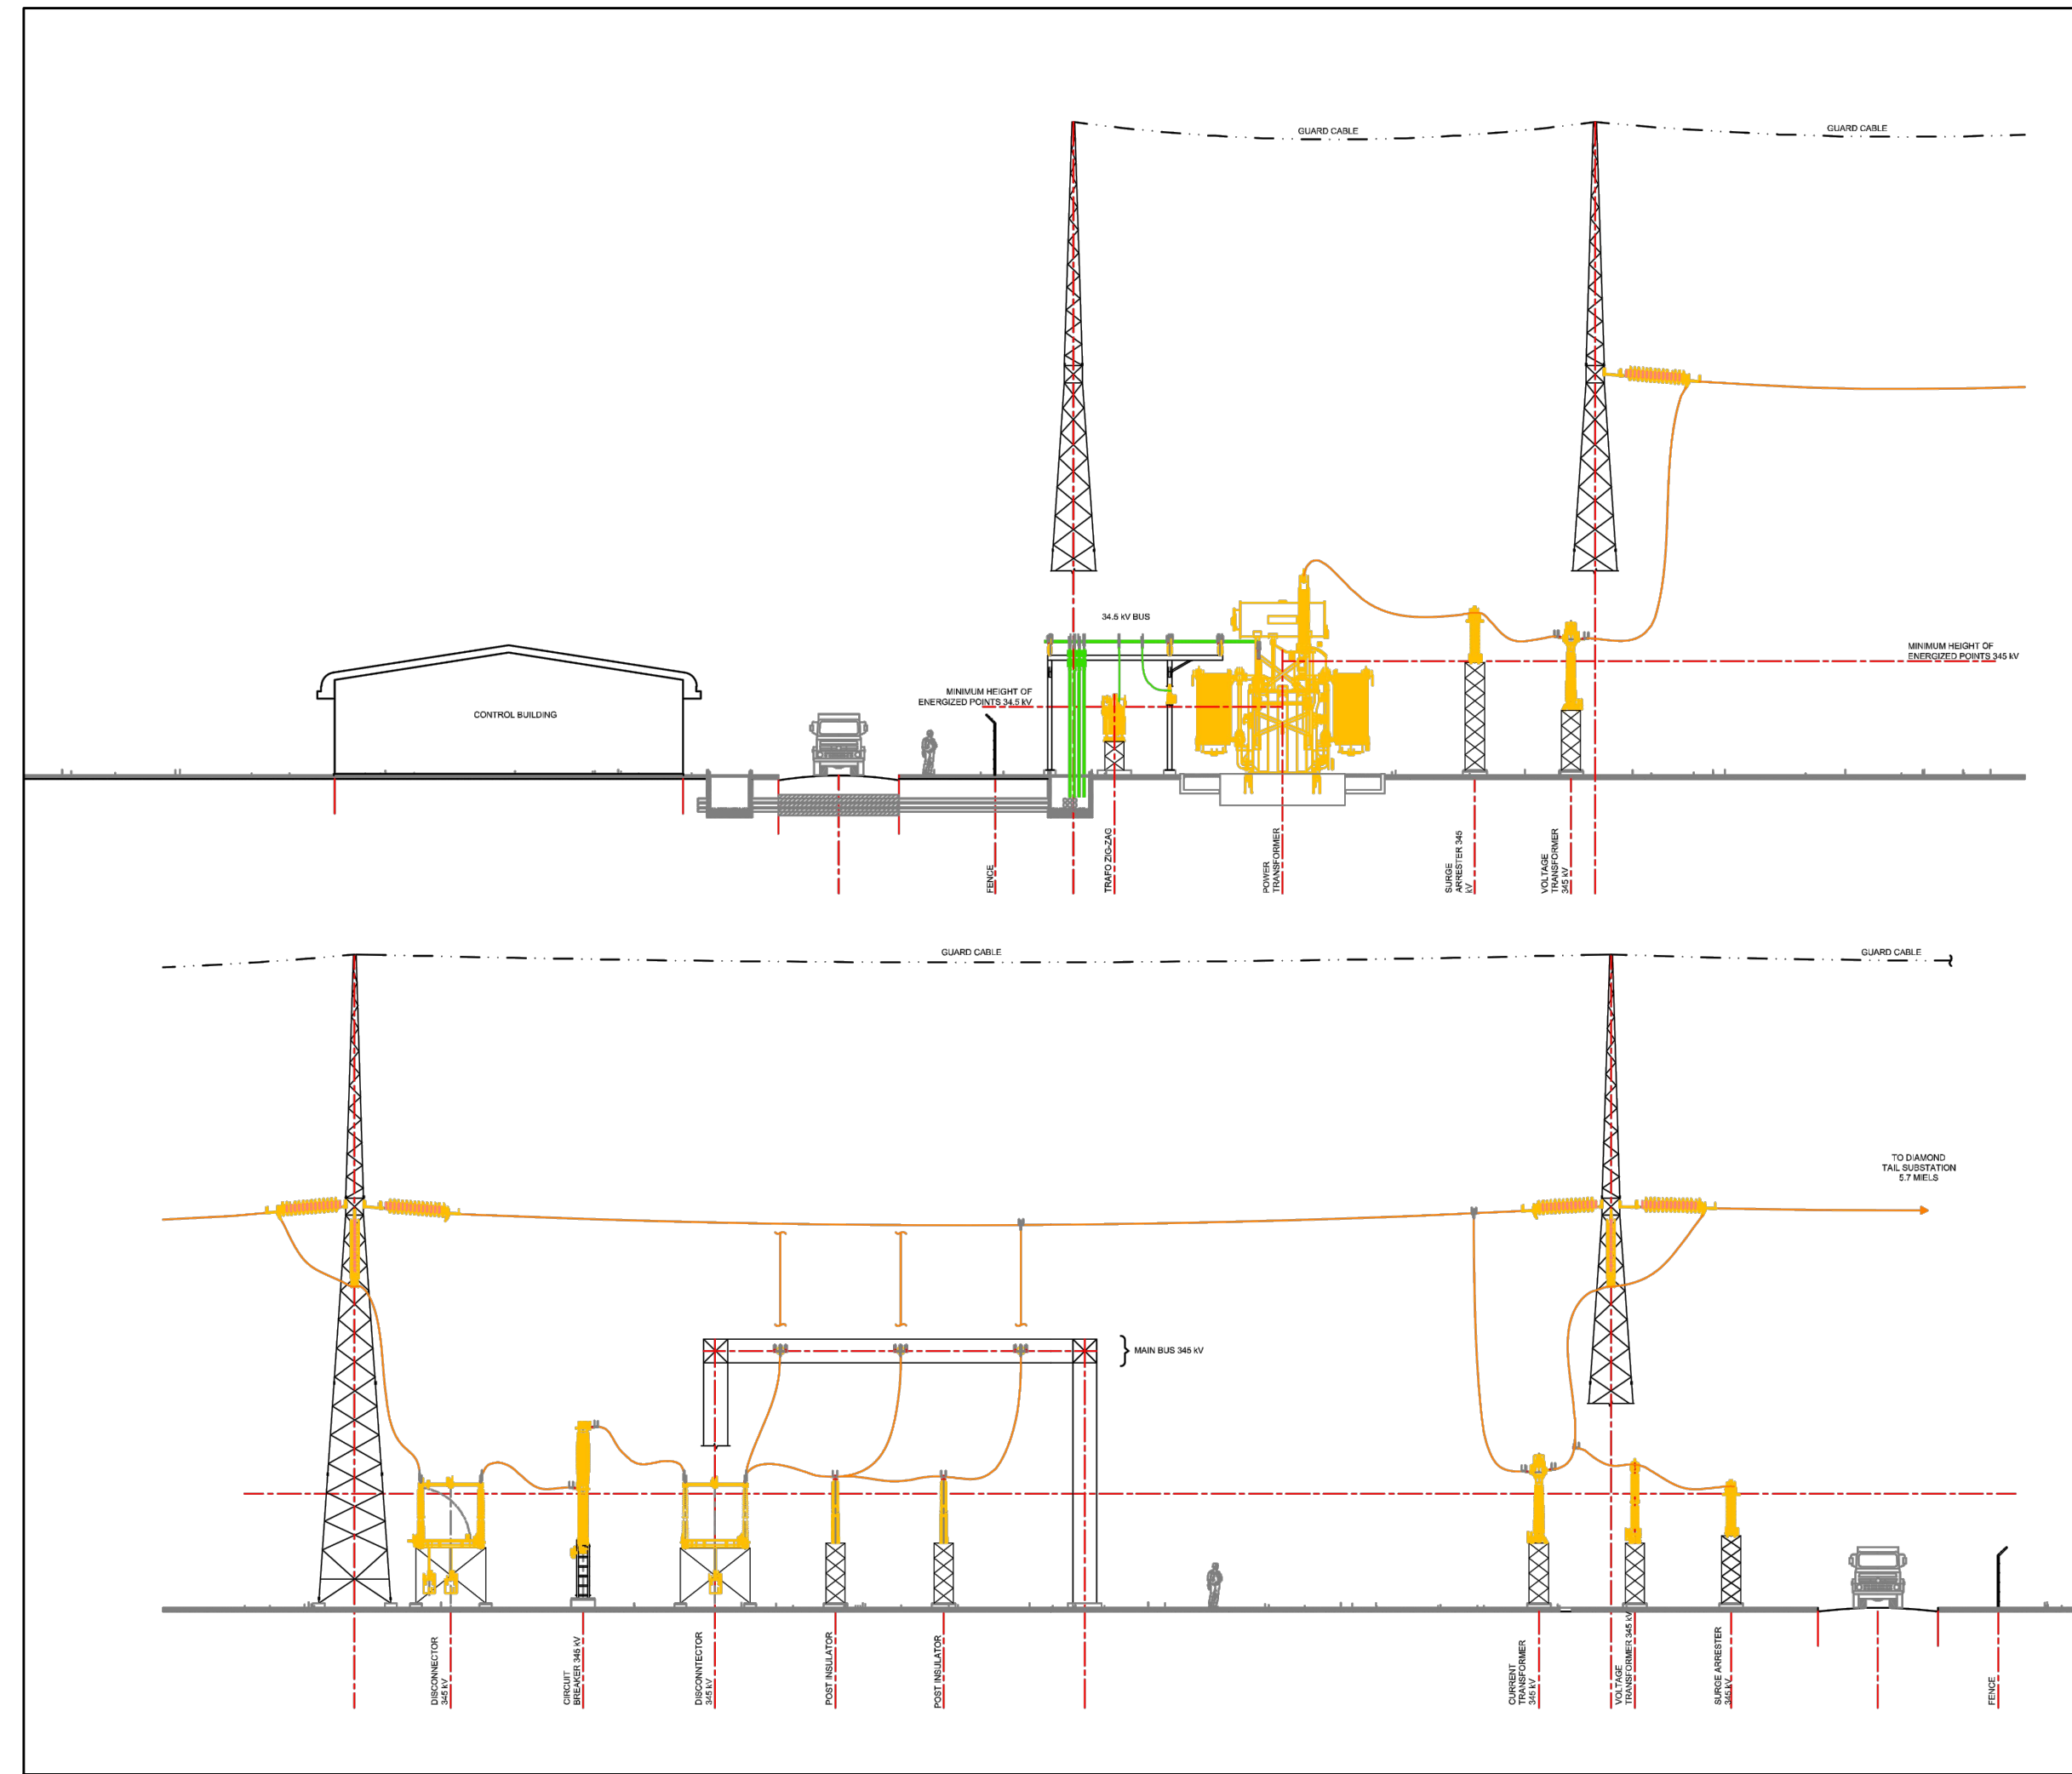 GUARD CABLE
GUARD CABLE
34.5 kV BUS
MINIMUM HEIGHT OF
ENERGIZED POINTS 345 kV
MINIMUM HEIGHT OF
ENERGIZED POINTS 34.5 kV
CONTROL BUILDING
FENCE
TRAFO ZIG-ZAG
POWER
TRANSFORMER
SURGE
ARRESTER 345
kV
VOLTAGE
TRANSFORMER
345 kV
GUARD CABLE
GUARD CABLE
TO DIAMOND
TAIL SUBSTATION
5.7 MIELS
MAIN BUS 345 kV
DISCONNECTOR
345 kV
CIRCUIT
BREAKER 345 kV
DISCONNTECTOR
345 kV
POST INSULATOR
POST INSULATOR
CURRENT
TRANSFORMER
345 kV
VOLTAGE
TRANSFORMER 345 kV
SURGE ARRESTER
345 kV
FENCE